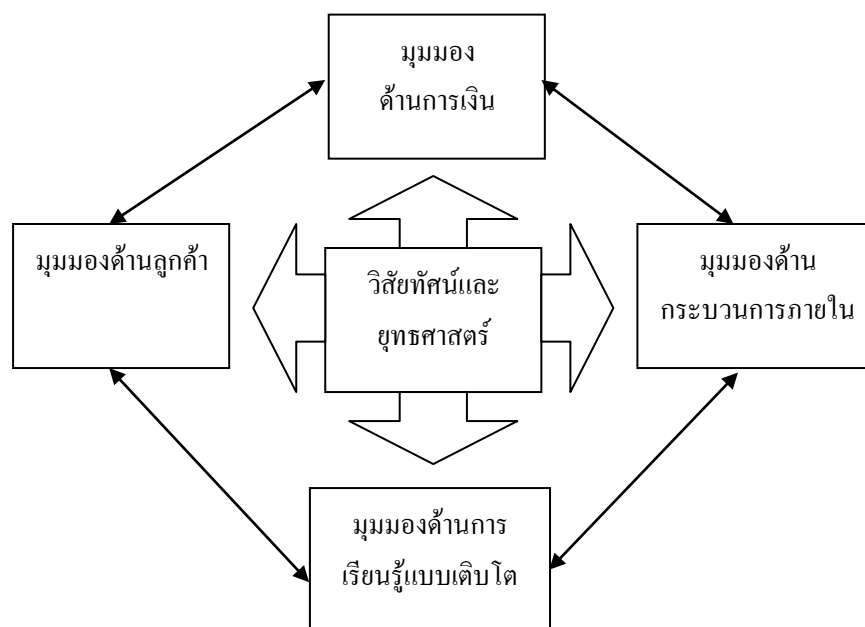 มุมมอง
ด้านการเงิน
มุมมองด้านลูกค้า
วิสัยทัศน์และ
ยุทธศาสตร์
มุมมองด้าน
กระบวนการภายใน
มุมมองด้านการ
เรียนรู้แบบเติบโต